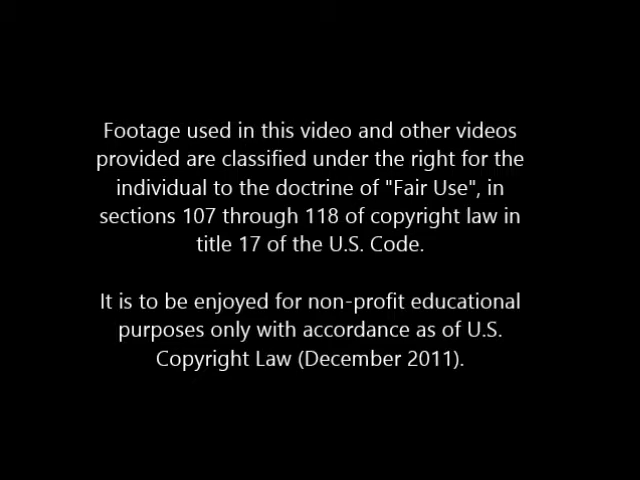 Footage used in this video and other videos
provided are classified under the right for the
individual to the doctrine of "Fair Use", in
sections 107 through 118 of copyright law in
title 17 of the U.S. Code.
It is to be enjoyed for non-profit educational
purposes only with accordance as of U.S.
Copyright Law (December 2011).